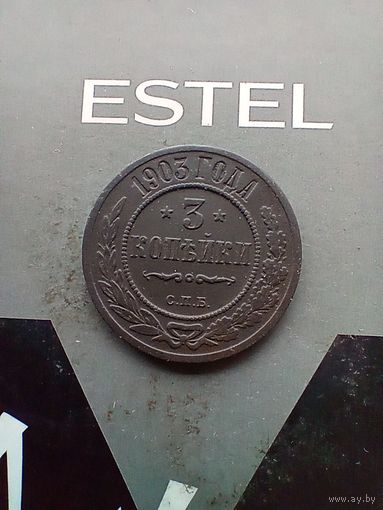 ESTEL
1903 ГОДА
* 3 *
КОПѢЙКИ
С.П.Б.
www.ay.by